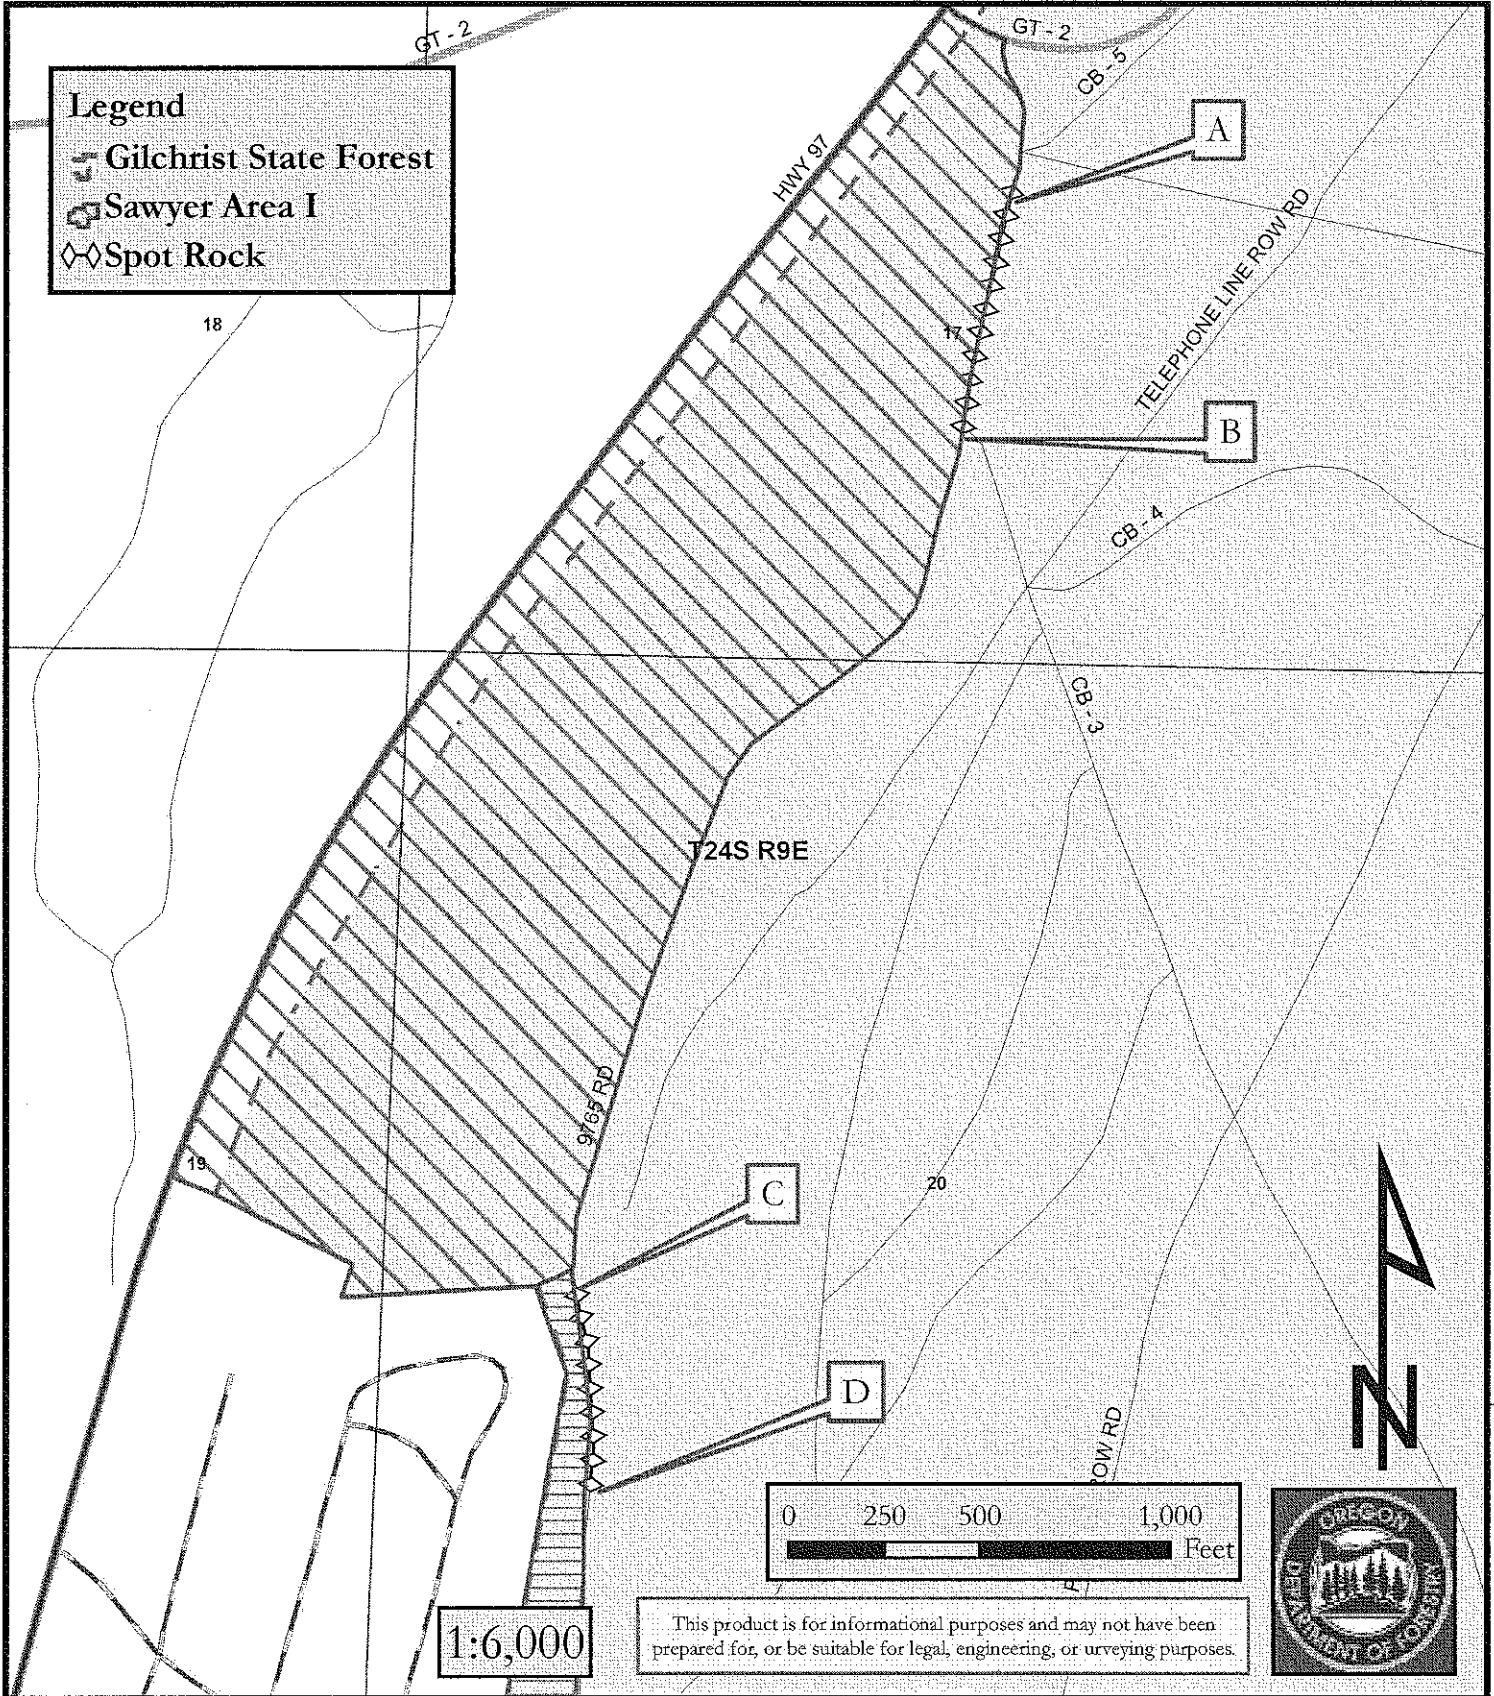 GT - 2
GT - 2
Legend
Gilchrist State Forest
Sawyer Area I
Spot Rock
CB - 5
A
HWY 97
TELEPHONE LINE ROW RD
18
17
B
CB - 4
CB - 3
T24S R9E
9765 RD
19
C
20
D
ROW RD
0 250 500 1,000
Feet
N
1:6,000
This product is for informational purposes and may not have been
prepared for, or be suitable for legal, engineering, or urveying purposes.
OREGON
DEPARTMENT OF FORESTRY